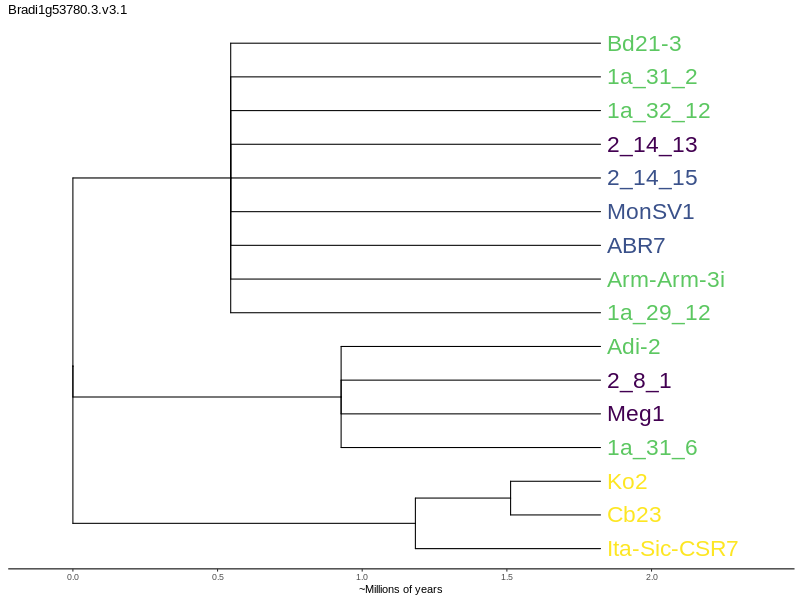 Bradi1g53780.3.v3.1
Bd21-3
1a_31_2
1a_32_12
2_14_13
2_14_15
MonSV1
ABR7
Arm-Arm-3i
1a_29_12
Adi-2
2_8_1
Meg1
1a_31_6
Ko2
Cb23
Ita-Sic-CSR7
0.0 0.5 1.0 1.5 2.0
~Millions of years